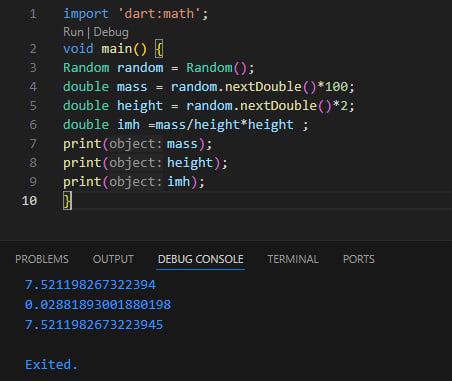 1 import 'dart:math';
Run | Debug
2 void main() {
3 Random random = Random();
4 double mass = random.nextDouble()*100;
5 double height = random.nextDouble()*2;
6 double imh =mass/height*height ;
7 print(object: mass);
8 print(object: height);
9 print(object: imh);
10 }
PROBLEMS OUTPUT DEBUG CONSOLE TERMINAL PORTS
7.521198267322394
0.02881893001880198
7.5211982673223945
Exited.